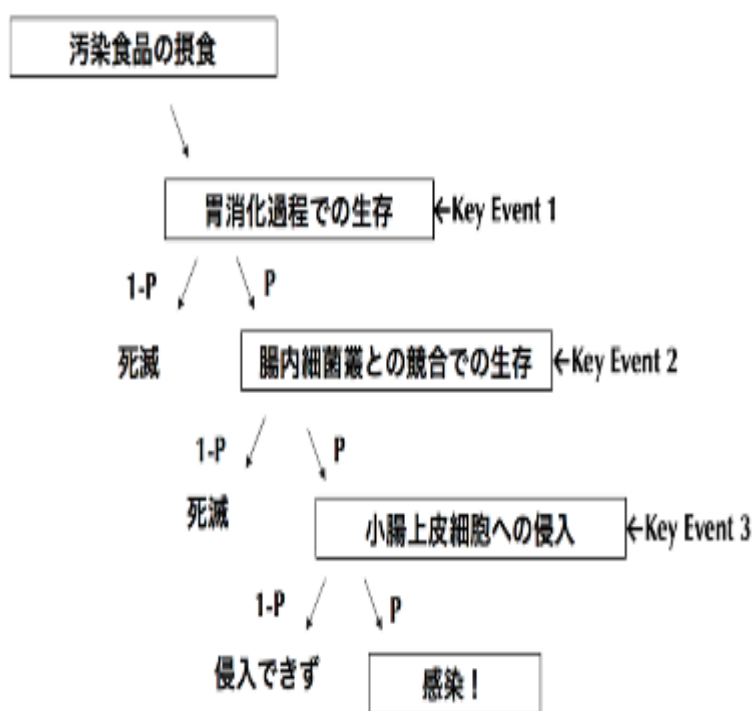 汚染食品の摂食
胃消化過程での生存
←Key Event 1
1-P
P
死滅
腸内細菌叢との競合での生存
←Key Event 2
1-P
P
死滅
小腸上皮細胞への侵入
←Key Event 3
1-P
P
侵入できず
感染！